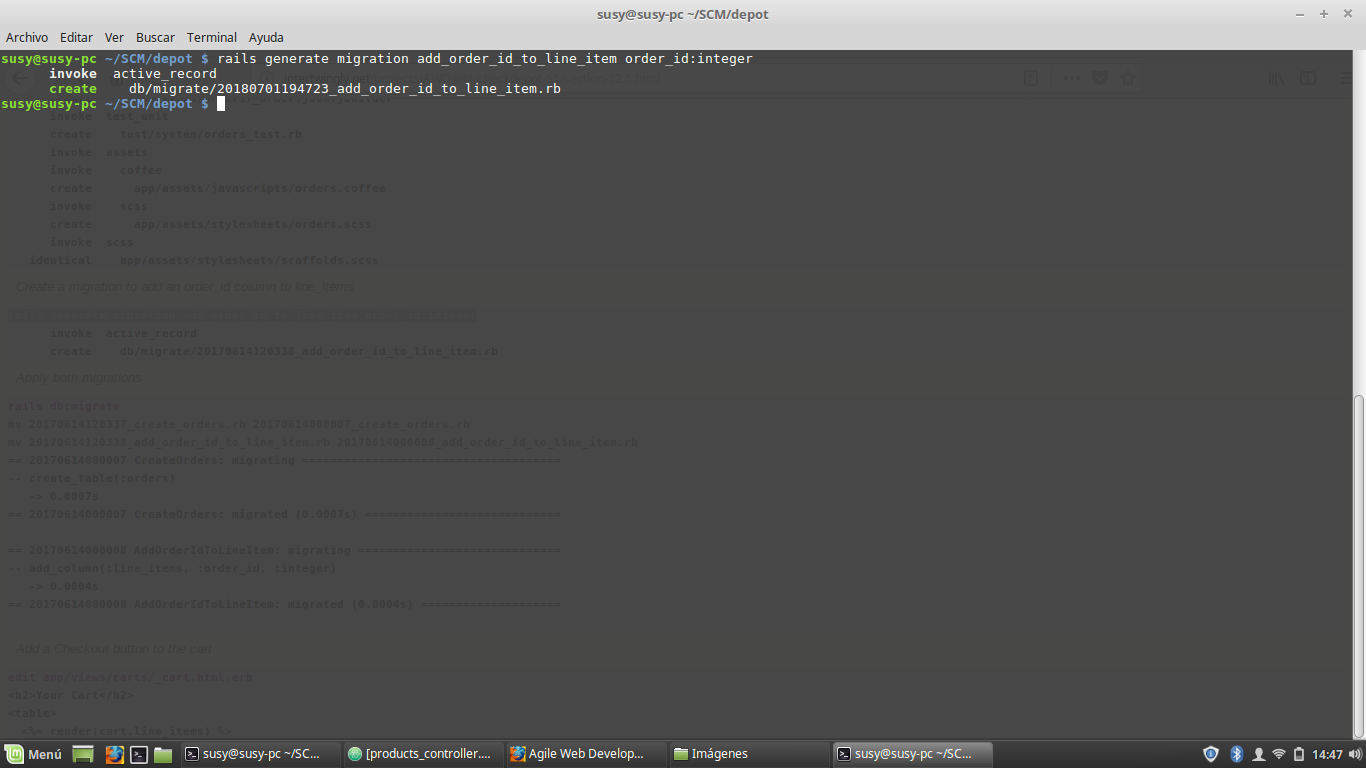 susy@susy-pc ~/SCM/depot
Archivo Editar Ver Buscar Terminal Ayuda
susy@susy-pc ~/SCM/depot $ rails generate migration add_order_id_to_line_item order_id:integer
invoke active_record
create db/migrate/20180701194723_add_order_id_to_line_item.rb
susy@susy-pc ~/SCM/depot $
invoke test_unit
create test/system/orders_test.rb
invoke assets
invoke coffee
create app/assets/javascripts/orders.coffee
invoke scss
create app/assets/stylesheets/orders.scss
invoke scss
identical app/assets/stylesheets/scaffolds.scss
Create a migration to add an order_id column to line_items
invoke active_record
create db/migrate/20170614120338_add_order_id_to_line_item.rb
Apply both migrations
rails db:migrate
mv 20170614120337_create_orders.rb 20170614000007_create_orders.rb
mv 20170614120338_add_order_id_to_line_item.rb 20170614000008_add_order_id_to_line_item.rb
== 20170614000007 CreateOrders: migrating =====================================
-- create_table(:orders)
-> 0.0007s
== 20170614000007 CreateOrders: migrated (0.0007s) ============================
== 20170614000008 AddOrderIdToLineItem: migrating =============================
-- add_column(:line_items, :order_id, :integer)
-> 0.0004s
== 20170614000008 AddOrderIdToLineItem: migrated (0.0004s) ====================
Add a Checkout button to the cart
edit app/views/carts/_cart.html.erb
<h2>Your Cart</h2>
<table>
<%= render(cart.line_items) %>
Menú susy@susy-pc ~/SC... [products_controller.... Agile Web Develop... Imágenes susy@susy-pc ~/SC... 14:47